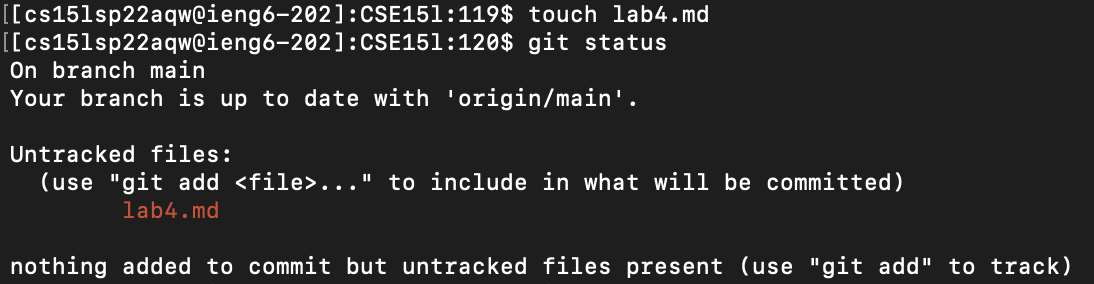 [[cs15lsp22aqw@ieng6-202]:CSE15l:119$ touch lab4.md
[[cs15lsp22aqw@ieng6-202]:CSE15l:120$ git status
On branch main
Your branch is up to date with 'origin/main'.
Untracked files:
(use "git add <file>..." to include in what will be committed)
lab4.md
nothing added to commit but untracked files present (use "git add" to track)